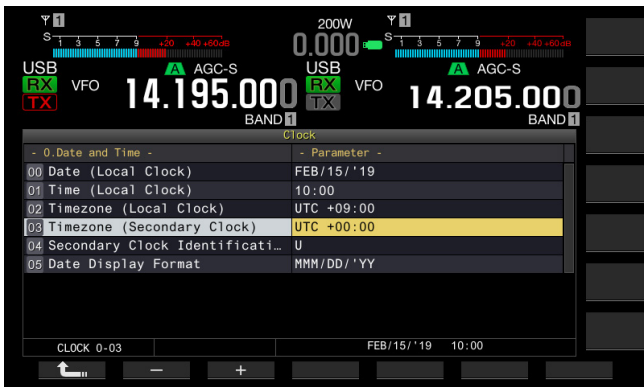 1 200W 1
S 1 3 5 7 9 +20 +40 +60dB 0.000 S 1 3 5 7 9 +20 +40 +60dB
USB A AGC-S USB A AGC-S
RX VFO 14.195.000 RX VFO 14.205.000
TX TX
BAND 1 BAND 1
Clock
- 0.Date and Time - - Parameter -
00 Date (Local Clock) FEB/15/'19
01 Time (Local Clock) 10:00
02 Timezone (Local Clock) UTC +09:00
03 Timezone (Secondary Clock) UTC +00:00
04 Secondary Clock Identificati... U
05 Date Display Format MMM/DD/'YY
CLOCK 0-03 FEB/15/'19 10:00
− +